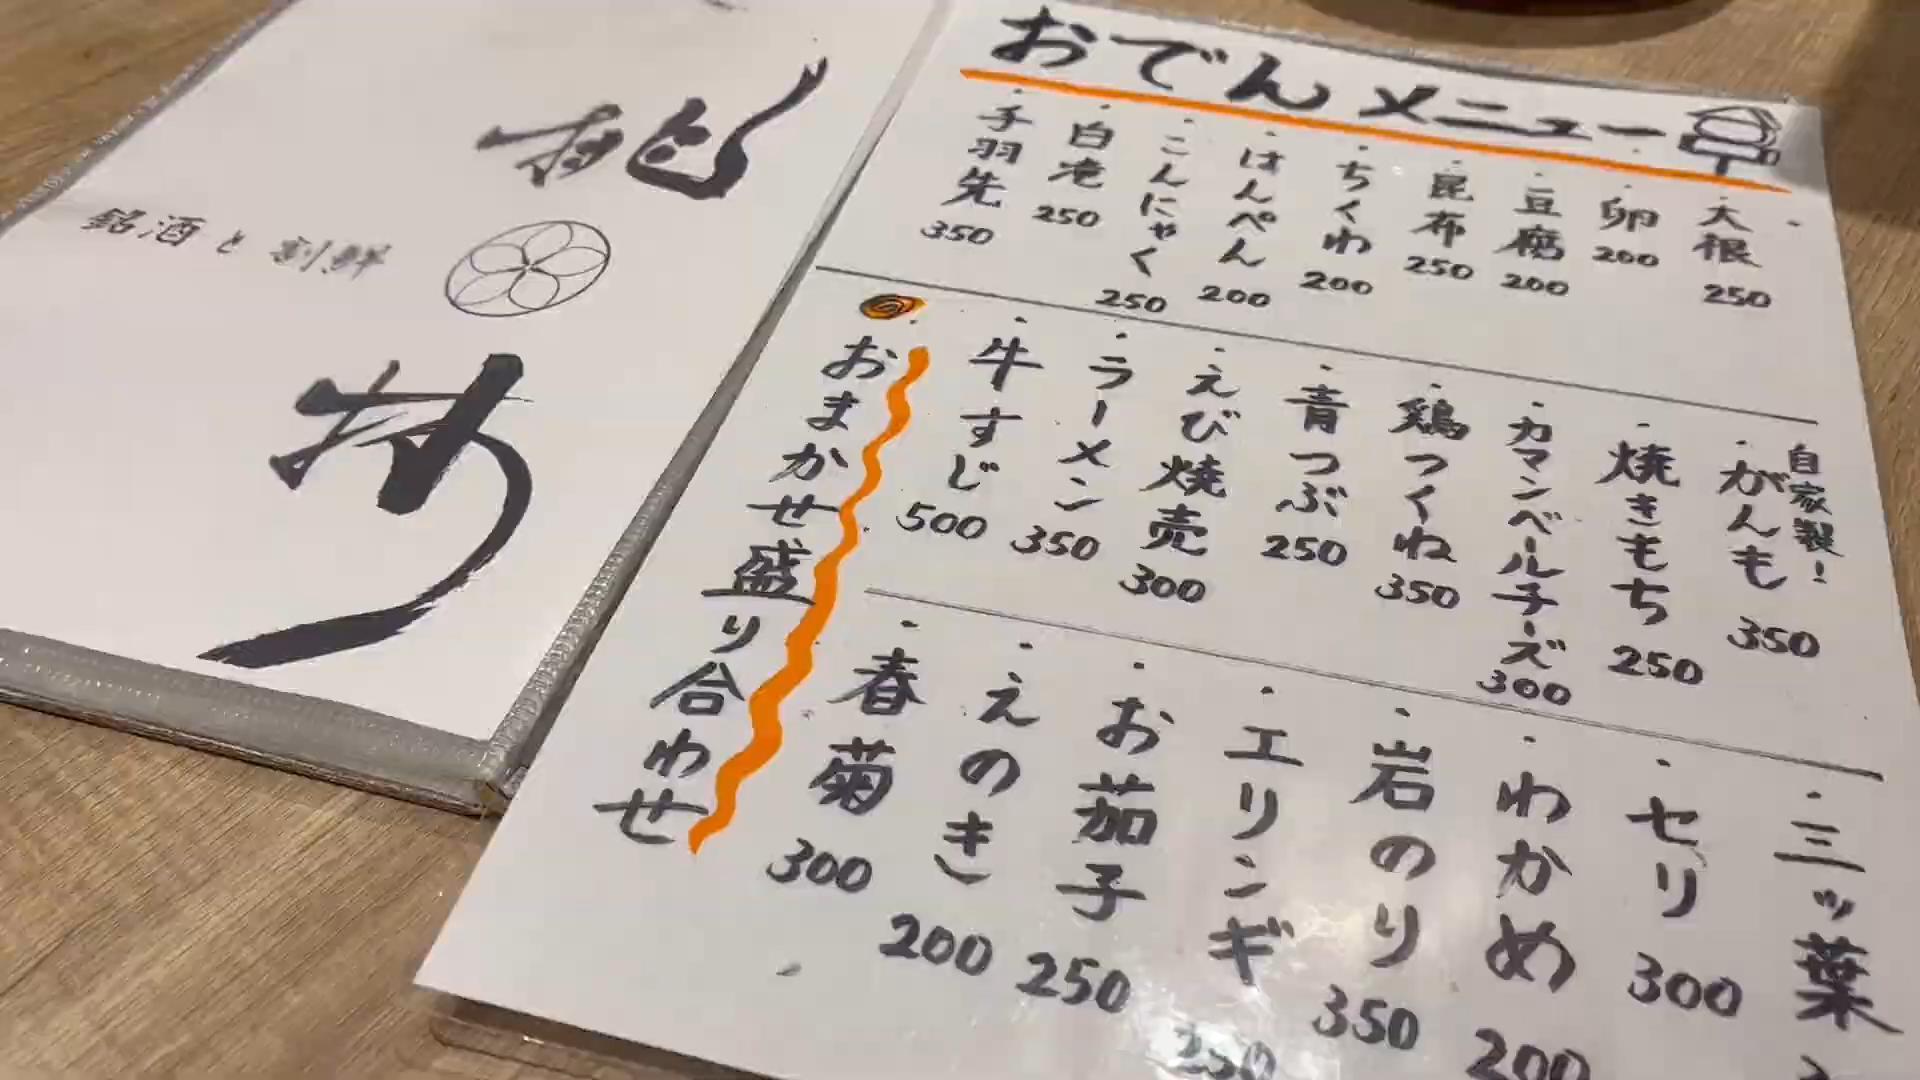 銘酒と割鮮
おでんメニュー
大根 250
卵 200
豆腐 200
昆布 250
ちくわ 200
はんぺん 200
こんにゃく 250
白滝 250
手羽先 350
自家製!
がんも 350
焼きもち 250
カマンベールチーズ 300
鶏つくね 350
青つぶ 250
えび焼売 300
ラーメン 350
牛すじ 500
おまかせ盛り合わせ
三ッ葉
セリ 300
わかめ 200
岩のり 350
エリンギ 250
お茄子 250
えのき 200
春菊 300